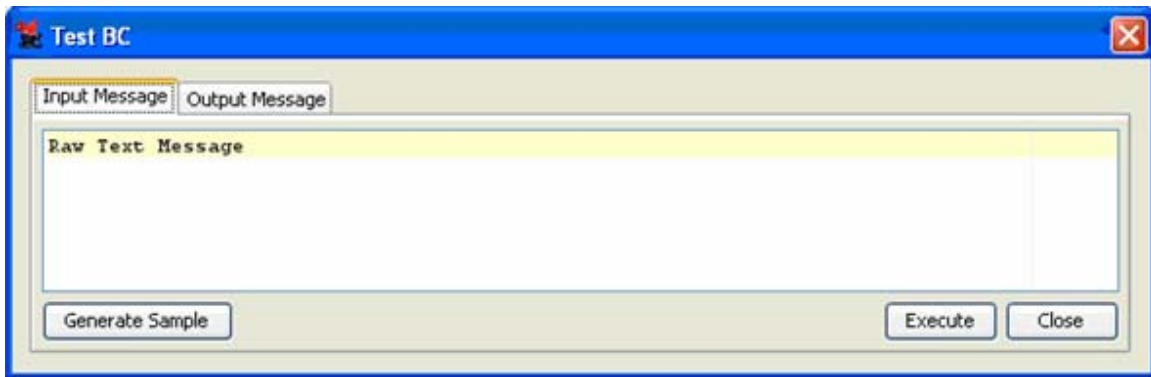 Test BC
Input Message Output Message
Raw Text Message
Generate Sample Execute Close